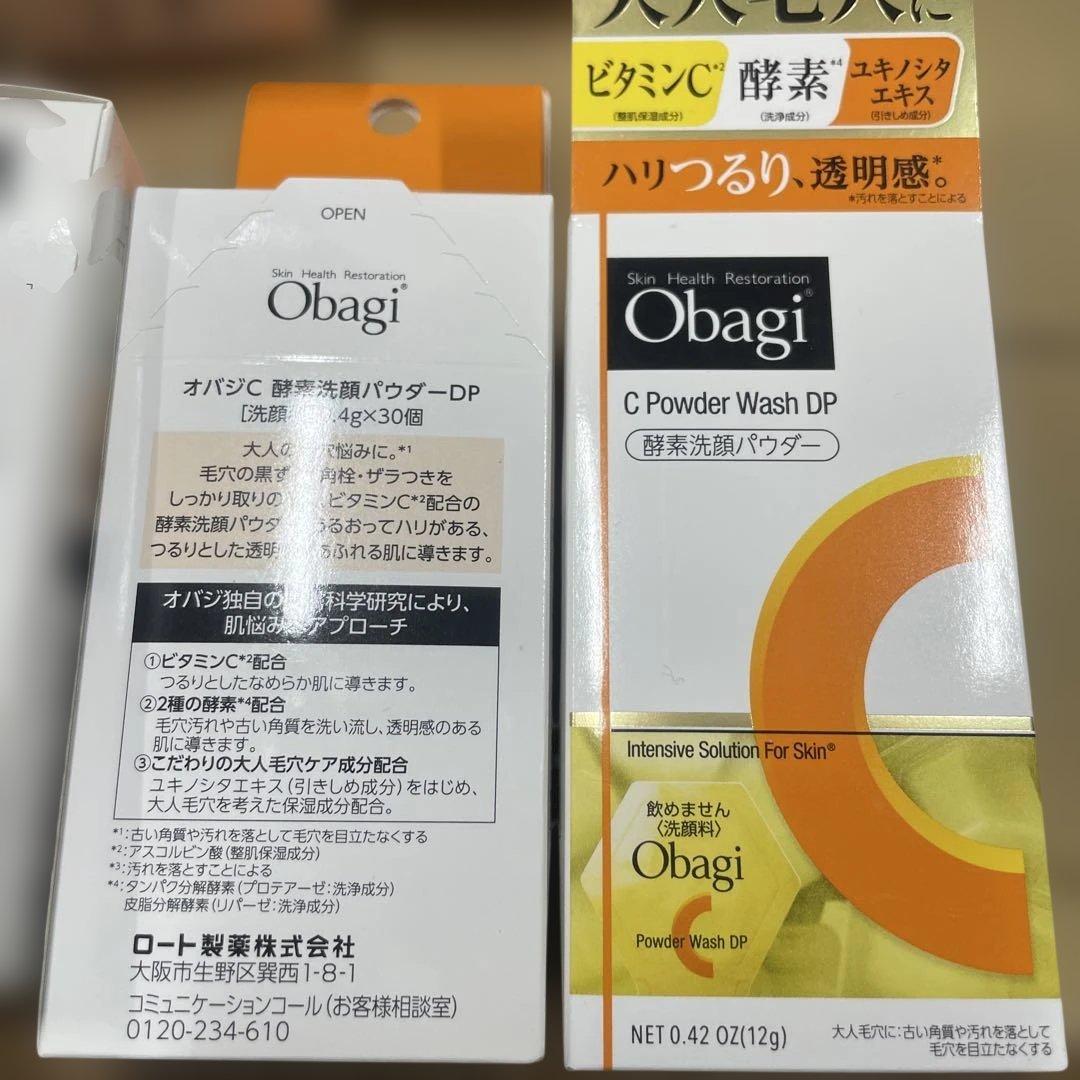 OPEN
Skin Health Restoration
Obagi®
オバジC 酵素洗顔パウダーDP
[洗顔 .4g×30個
大人の 悩みに。*1
毛穴の黒ず 角栓・ザラつきを
しっかり取りの ビタミンC*2配合の
酵素洗顔パウダ るおってハリがある、
つるりとした透明 あふれる肌に導きます。
オバジ独自の 科学研究により、
肌悩み アプローチ
①ビタミンC*2配合
つるりとしたなめらか肌に導きます。
②2種の酵素*4配合
毛穴汚れや古い角質を洗い流し、透明感のある
肌に導きます。
③こだわりの大人毛穴ケア成分配合
ユキノシタエキス(引きしめ成分)をはじめ、
大人毛穴を考えた保湿成分配合。
*1:古い角質や汚れを落として毛穴を目立たなくする
*2:アスコルビン酸(整肌保湿成分)
*3:汚れを落とすことによる
*4:タンパク分解酵素(プロテアーゼ:洗浄成分)
皮脂分解酵素(リパーゼ:洗浄成分)
ロート製薬株式会社
大阪市生野区巽西1-8-1
コミュニケーションコール(お客様相談室)
0120-234-610
大人毛穴に
ビタミンC*2
(整肌保湿成分)
酵素*4
(洗浄成分)
ユキノシタ
エキス
(引きしめ成分)
ハリつるり、透明感*。
*汚れを落とすことによる
Skin Health Restoration
Obagi®
C Powder Wash DP
酵素洗顔パウダー
Intensive Solution For Skin®
飲めません
〈洗顔料〉
Obagi
C
Powder Wash DP
NET 0.42 OZ(12g)
大人毛穴に:古い角質や汚れを落として
毛穴を目立たなくする